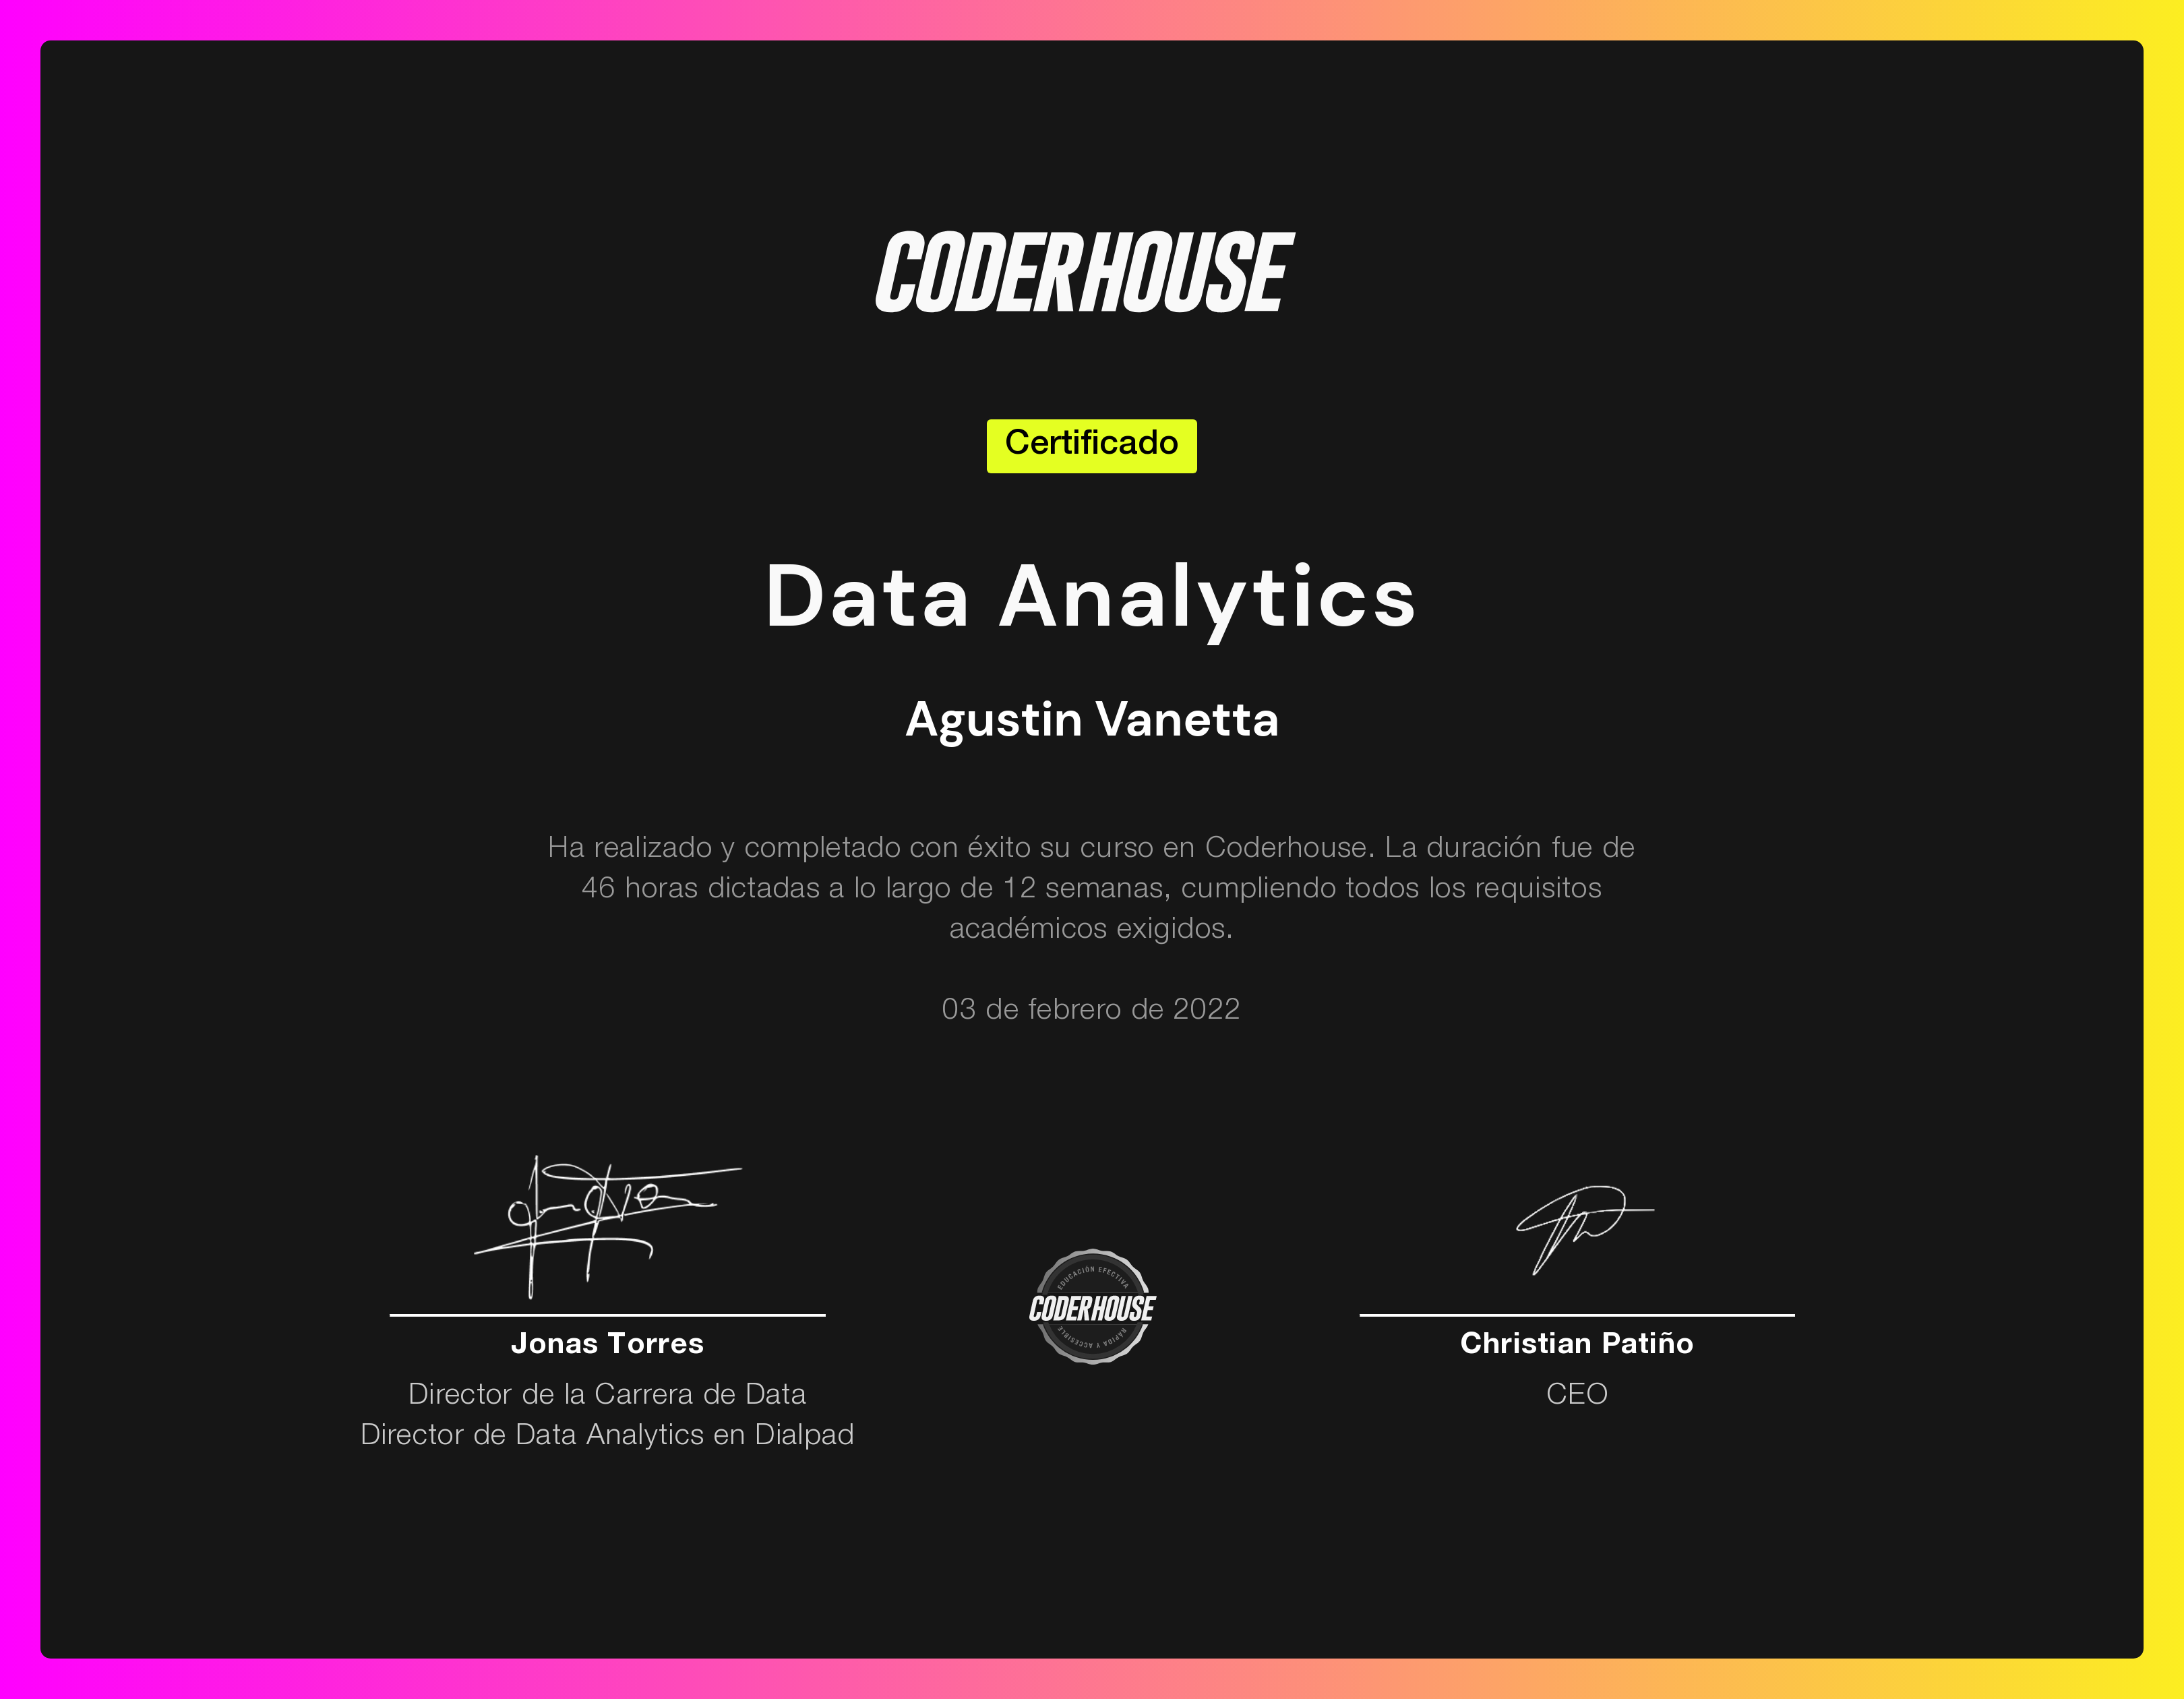 CODERHOUSE
Certificado
Data Analytics
Agustin Vanetta
Ha realizado y completado con éxito su curso en Coderhouse. La duración fue de
46 horas dictadas a lo largo de 12 semanas, cumpliendo todos los requisitos
académicos exigidos.
03 de febrero de 2022
EDUCACIÓN EFECTIVA
CODERHOUSE
RÁPIDA Y ACCESIBLE
Jonas Torres
Director de la Carrera de Data
Director de Data Analytics en Dialpad
Christian Patiño
CEO